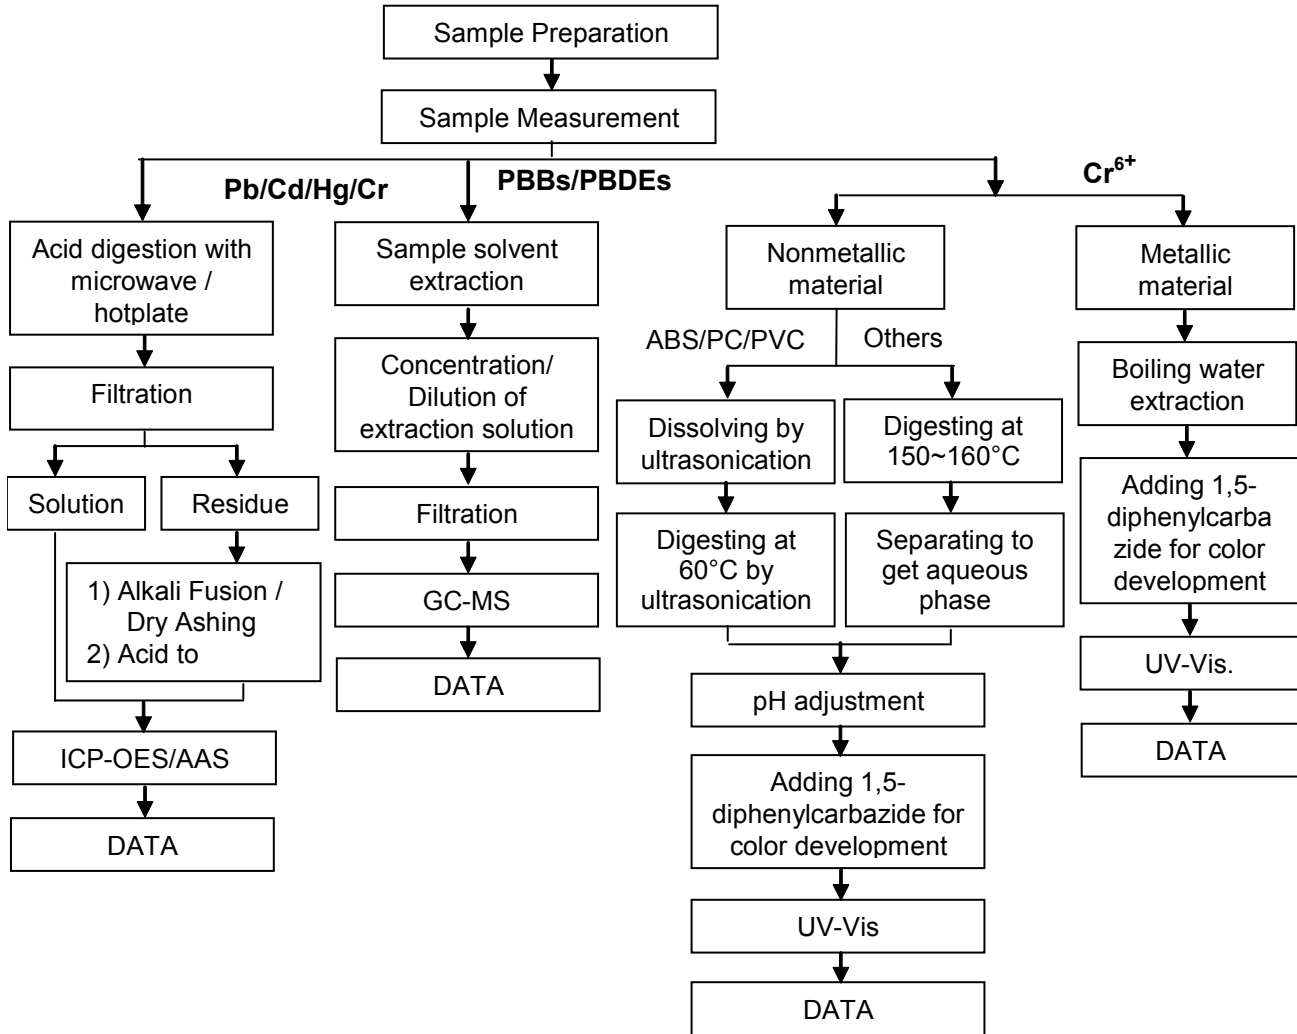 Sample Preparation
Sample Measurement
Pb/Cd/Hg/Cr
PBBs/PBDEs
Cr6+
Acid digestion with
microwave /
hotplate
Filtration
Solution
Residue
1) Alkali Fusion /
Dry Ashing
2) Acid to
ICP-OES/AAS
DATA
Sample solvent
extraction
Concentration/
Dilution of
extraction solution
Filtration
GC-MS
DATA
Nonmetallic
material
ABS/PC/PVC
Others
Dissolving by
ultrasonication
Digesting at
60°C by
ultrasonication
Digesting at
150~160°C
Separating to
get aqueous
phase
pH adjustment
Adding 1,5-
diphenylcarbazide for
color development
UV-Vis
DATA
Metallic
material
Boiling water
extraction
Adding 1,5-
diphenylcarba
zide for color
development
UV-Vis.
DATA